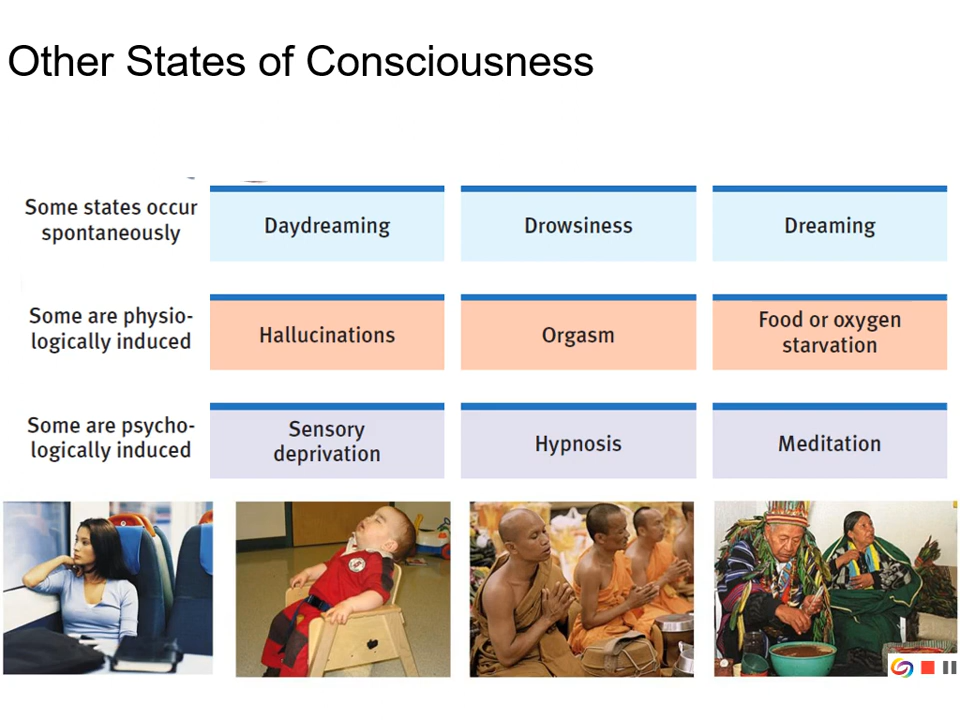 Other States of Consciousness
Some states occur
spontaneously
Daydreaming
Drowsiness
Dreaming
Some are physio-
logically induced
Hallucinations
Orgasm
Food or oxygen
starvation
Some are psycho-
logically induced
Sensory
deprivation
Hypnosis
Meditation